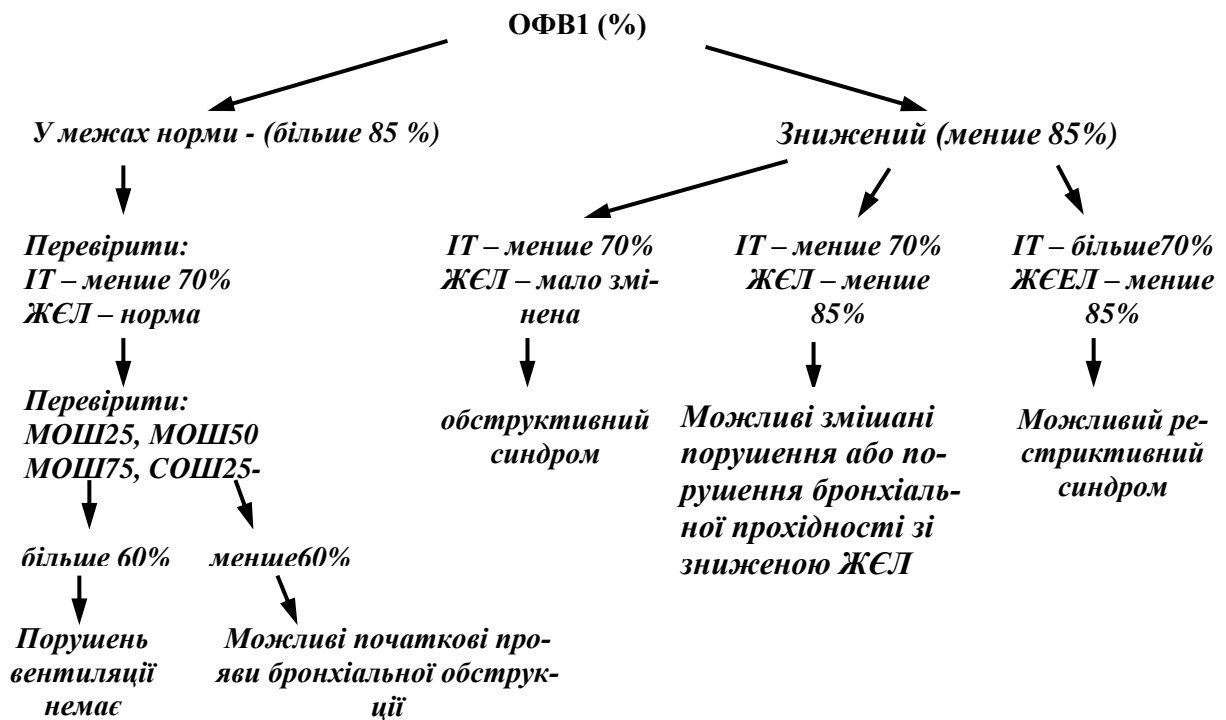 ОФВ1 (%)
У межах норми - (більше 85 %)
Знижений (менше 85%)
Перевірити:
ІТ – менше 70%
ЖЄЛ – норма
ІТ – менше 70%
ЖЄЛ – мало змі-
нена
ІТ – менше 70%
ЖЄЛ – менше
85%
ІТ – більше70%
ЖЄЕЛ – менше
85%
Перевірити:
МОШ25, МОШ50
МОШ75, СОШ25-
обструктивний
синдром
Можливі змішані
порушення або по-
рушення бронхіаль-
ної прохідності зі
зниженою ЖЄЛ
Можливий ре-
стриктивний
синдром
більше 60%
менше60%
Порушень
вентиляції
немає
Можливі початкові про-
яви бронхіальної обструк-
ції